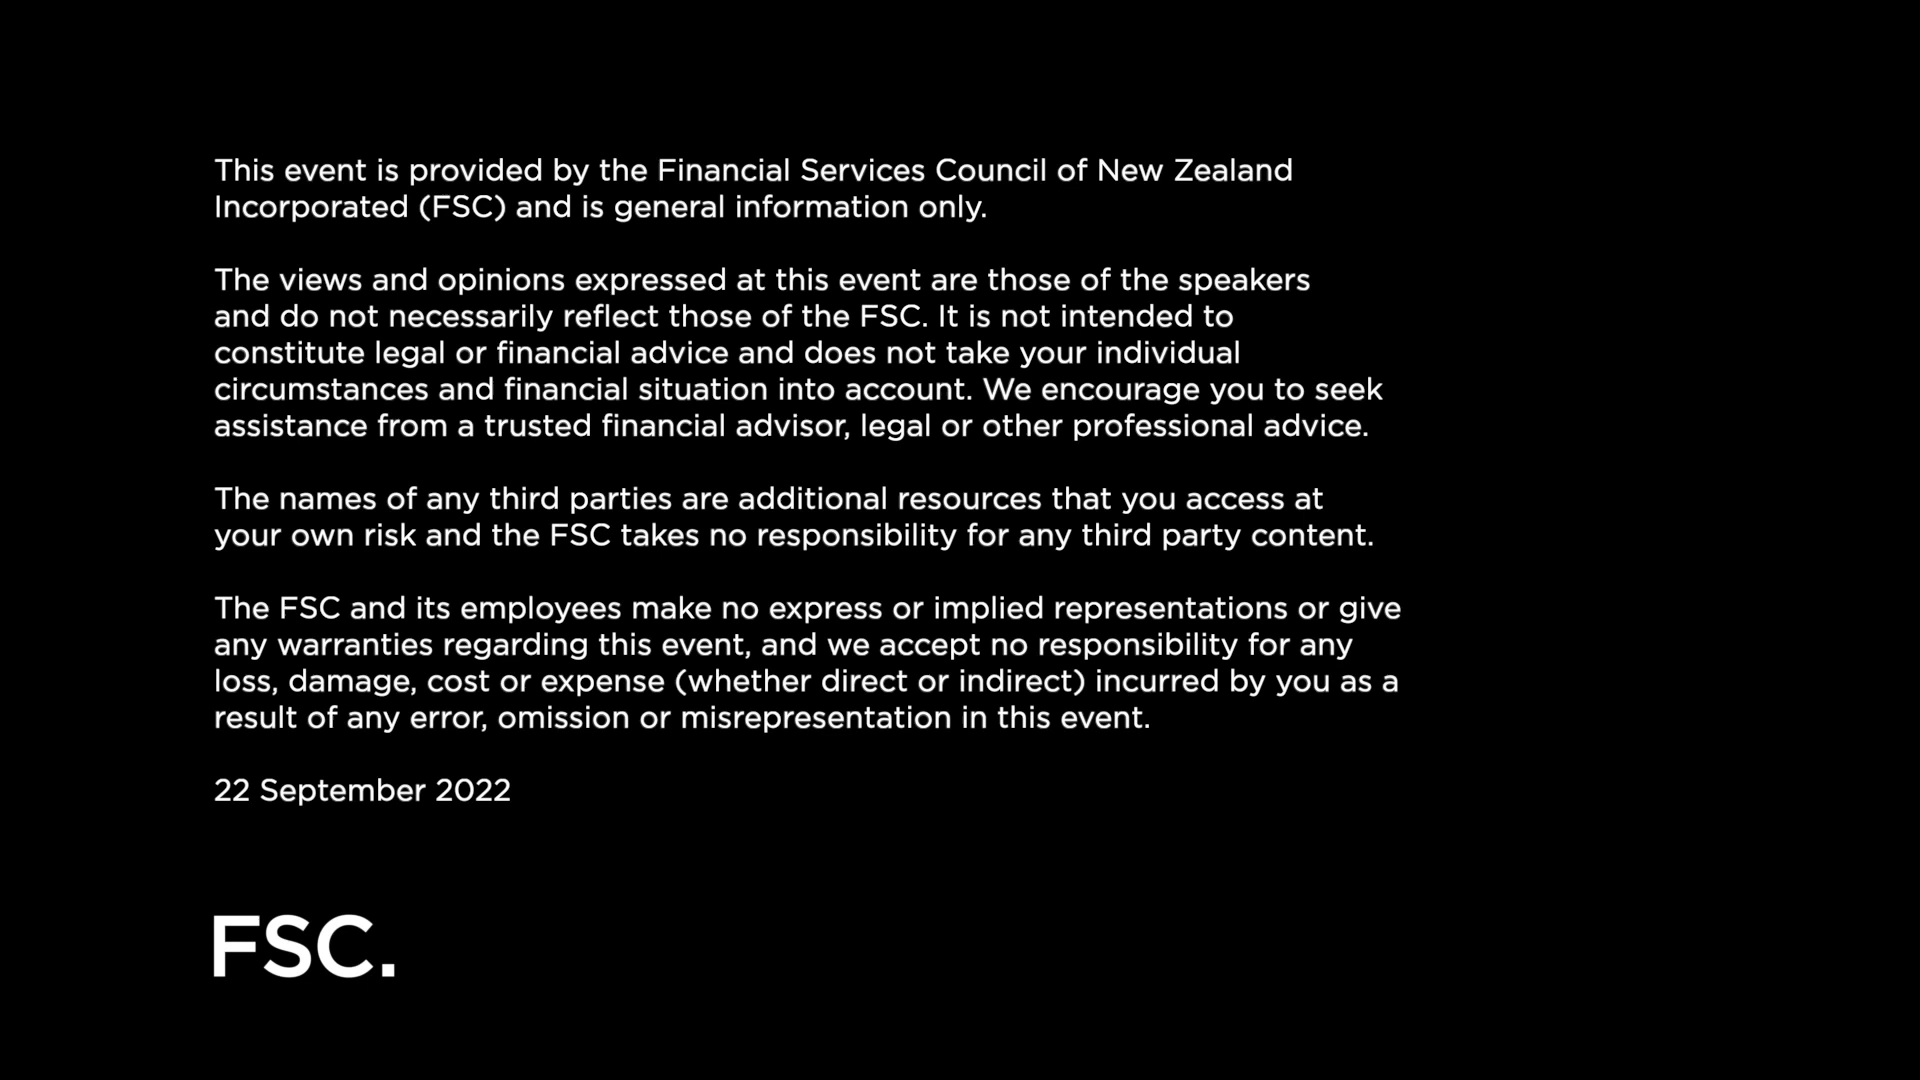 This event is provided by the Financial Services Council of New Zealand
Incorporated (FSC) and is general information only.
The views and opinions expressed at this event are those of the speakers
and do not necessarily reflect those of the FSC. It is not intended to
constitute legal or financial advice and does not take your individual
circumstances and financial situation into account. We encourage you to seek
assistance from a trusted financial advisor, legal or other professional advice.
The names of any third parties are additional resources that you access at
your own risk and the FSC takes no responsibility for any third party content.
The FSC and its employees make no express or implied representations or give
any warranties regarding this event, and we accept no responsibility for any
loss, damage, cost or expense (whether direct or indirect) incurred by you as a
result of any error, omission or misrepresentation in this event.
22 September 2022
FSC.